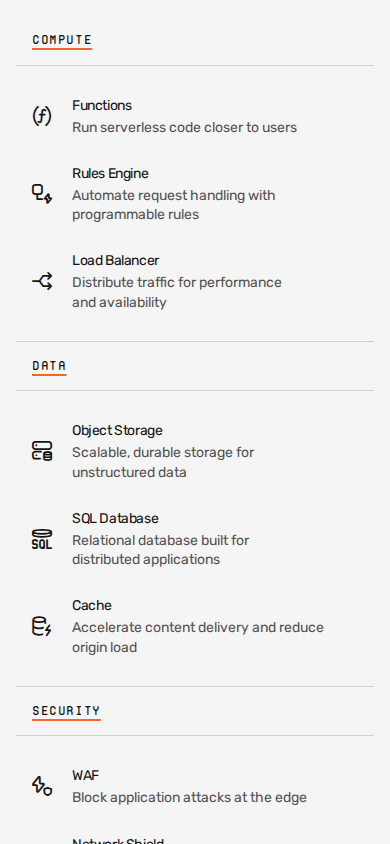 COMPUTE
Functions
Run serverless code closer to users
Rules Engine
Automate request handling with
programmable rules
Load Balancer
Distribute traffic for performance
and availability
DATA
Object Storage
Scalable, durable storage for
unstructured data
SQL
SQL Database
Relational database built for
distributed applications
Cache
Accelerate content delivery and reduce
origin load
SECURITY
WAF
Block application attacks at the edge
Network Shield